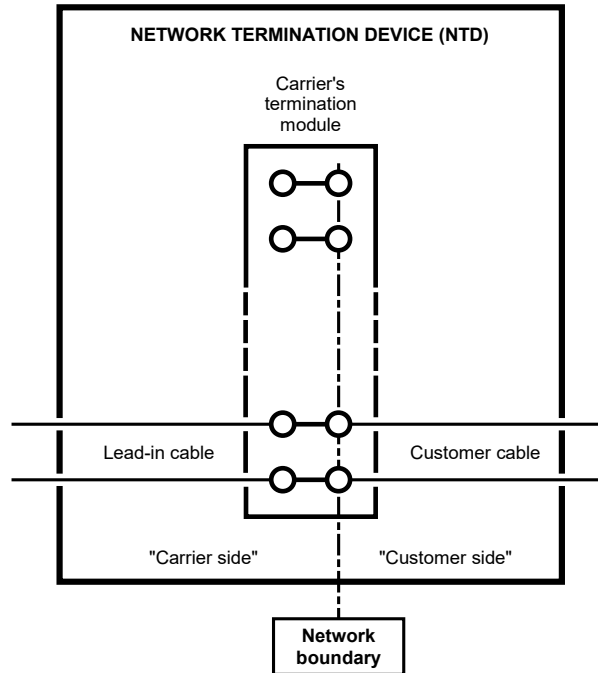 NETWORK TERMINATION DEVICE (NTD)
Carrier's
termination
module
Lead-in cable
Customer cable
"Carrier side"
"Customer side"
Network
boundary